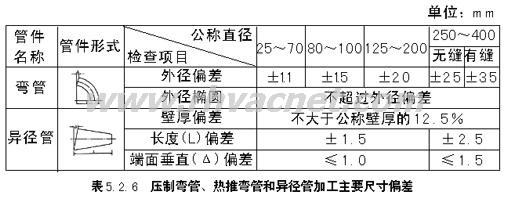 单位：mm
管件名称 管件形式 公称直径 检查项目 25～70 80～100 125～200 250～400 无缝 有缝
弯管 外径偏差 ±11 ±15 ±20 ±25 ±35
外径椭圆 不超过外径偏差
异径管 壁厚偏差 不大于公称壁厚的12.5%
长度(L)偏差 ±1.5 ±2.5
端面垂直(Δ)偏差 ≤1.0 ≤1.5
表5.2.6 压制弯管、热推弯管和异径管加工主要尺寸偏差